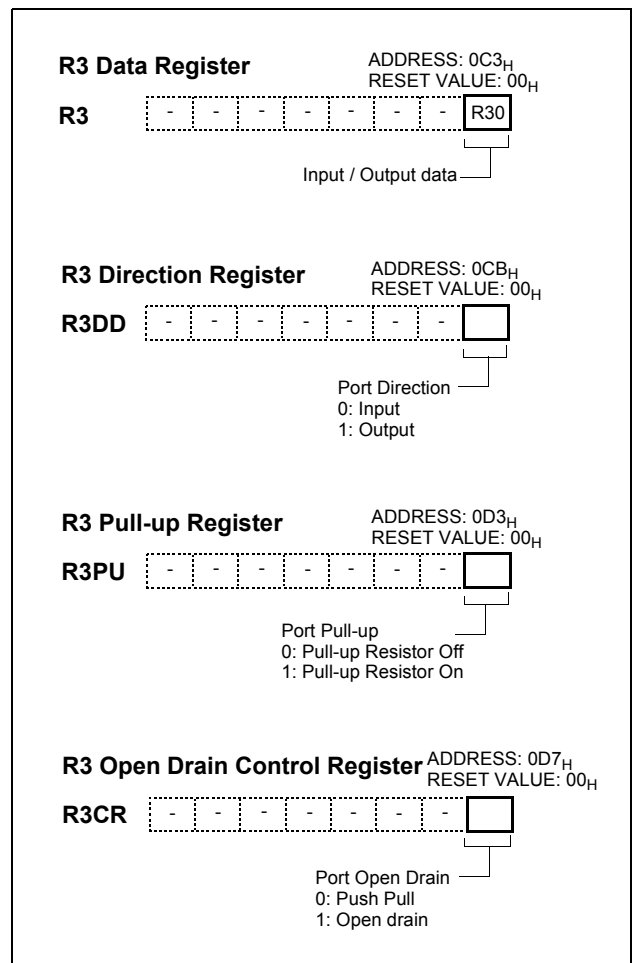 R3 Data Register ADDRESS: 0C3H
RESET VALUE: 00H
R3 - - - - - - - R30
Input / Output data
R3 Direction Register ADDRESS: 0CBH
RESET VALUE: 00H
R3DD - - - - - - -
Port Direction
0: Input
1: Output
R3 Pull-up Register ADDRESS: 0D3H
RESET VALUE: 00H
R3PU - - - - - - -
Port Pull-up
0: Pull-up Resistor Off
1: Pull-up Resistor On
R3 Open Drain Control Register ADDRESS: 0D7H
RESET VALUE: 00H
R3CR - - - - - - -
Port Open Drain
0: Push Pull
1: Open drain